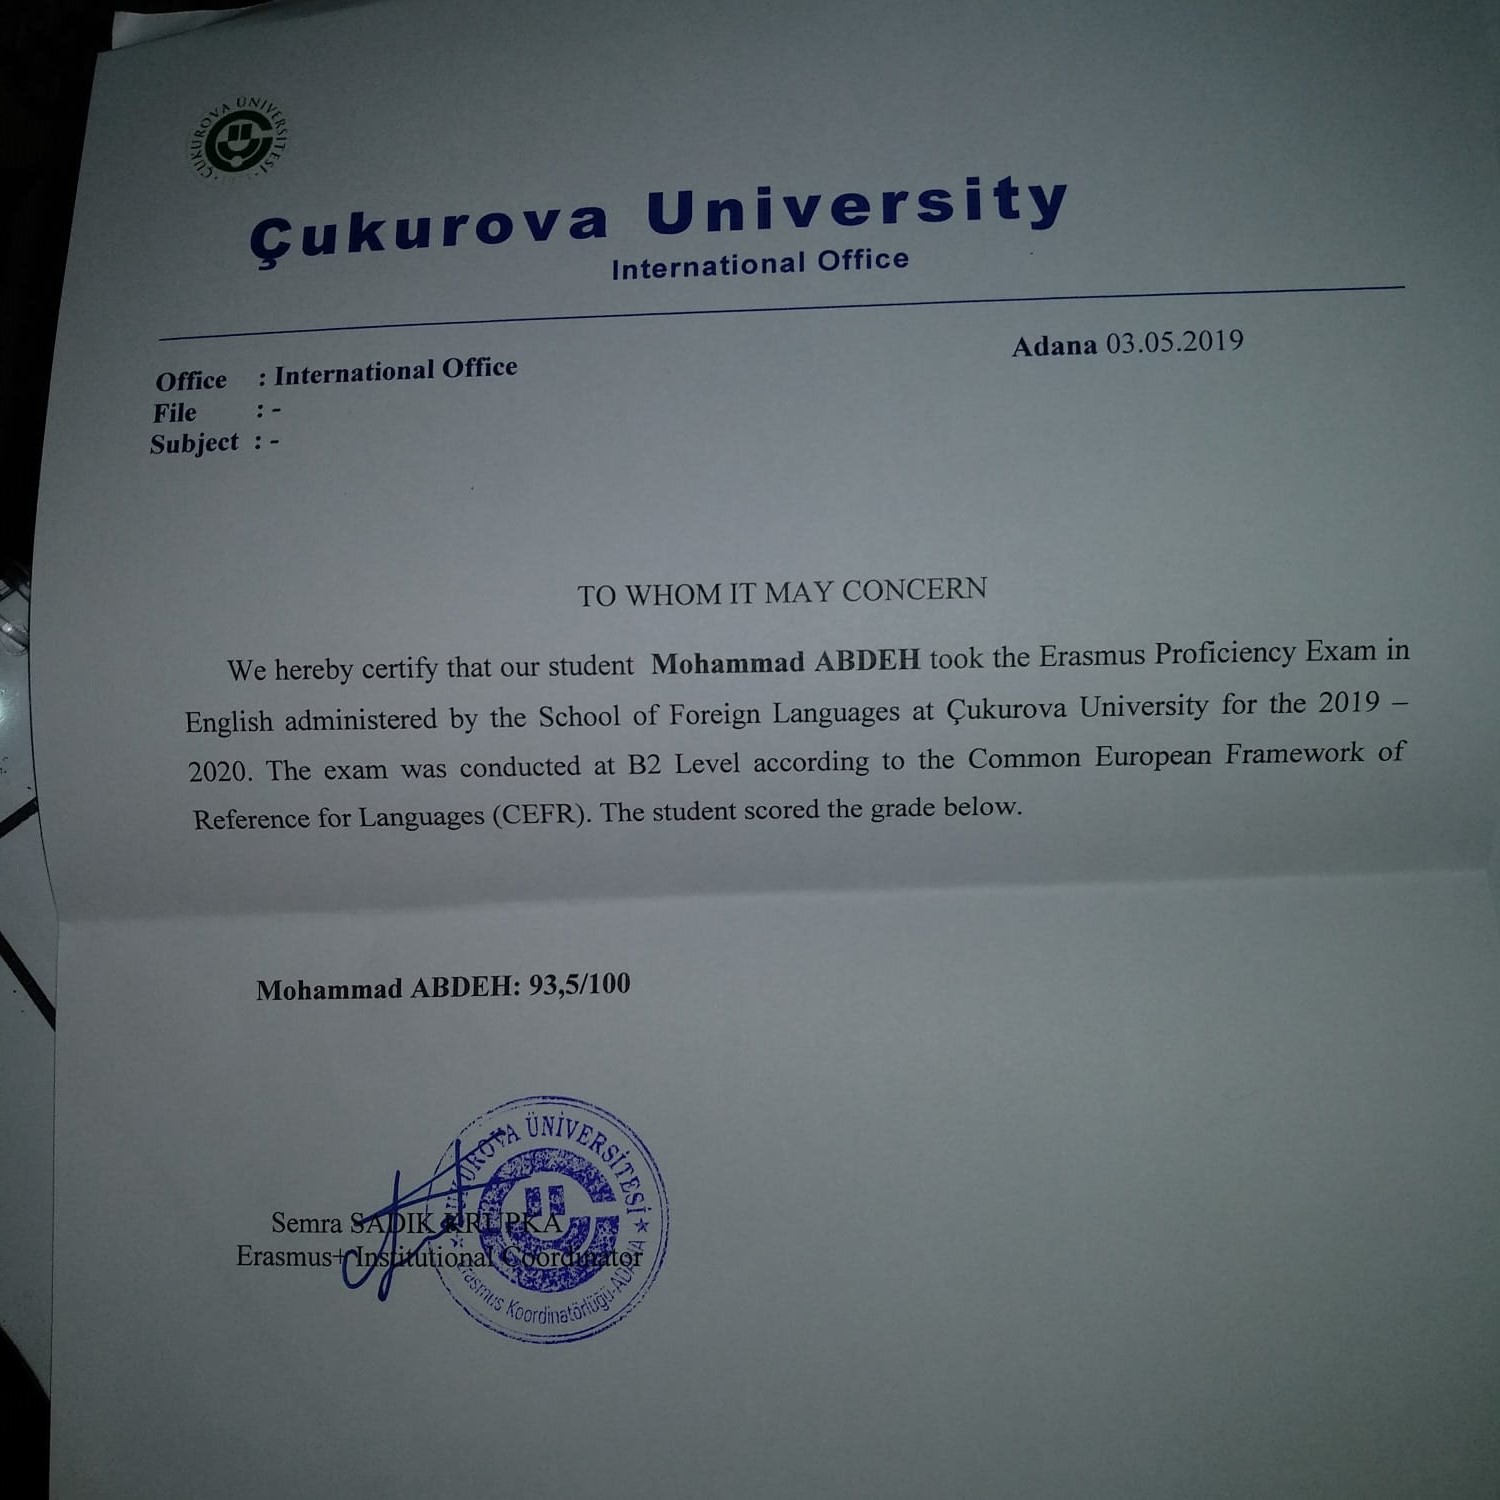 ÇUKUROVA ÜNİVERSİTESİ
Çukurova University
International Office
Adana 03.05.2019
Office : International Office
File : -
Subject : -
TO WHOM IT MAY CONCERN
We hereby certify that our student Mohammad ABDEH took the Erasmus Proficiency Exam in
English administered by the School of Foreign Languages at Çukurova University for the 2019 –
2020. The exam was conducted at B2 Level according to the Common European Framework of
Reference for Languages (CEFR). The student scored the grade below.
Mohammad ABDEH: 93,5/100
Semra SADIK KRUPKA
Erasmus+ Institutional Coordinator
ÇUKUROVA ÜNİVERSİTESİ ★
Erasmus Koordinatörlüğü-ADANA